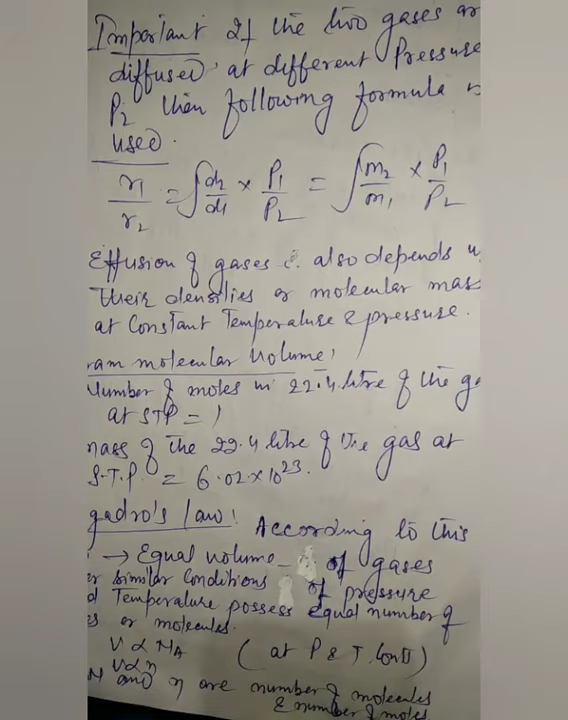 Important If the two gases ar
diffused at different Pressure
P2 then following formula is
used.
r1/r2 = √d2/d1 × P1/P2 = √m2/m1 × P1/P2
Effusion of gases i. also depends u
Their densities or molecular mass
at Constant Temperature & pressure.
ram molecular Volume!
Number of moles in 22.4 litre of the ga
at STP = 1
mass of the 22.4 litre of the gas at
S.T.P. = 6.02×10^23.
gadro's law! According to this
! → Equal volume of gases
er similar Conditions of pressure
d Temperature possess equal number of
es or molecules.
V ∝ NA (at P & T. Cont)
V ∝ n
N and n are number of molecules
& number of moles